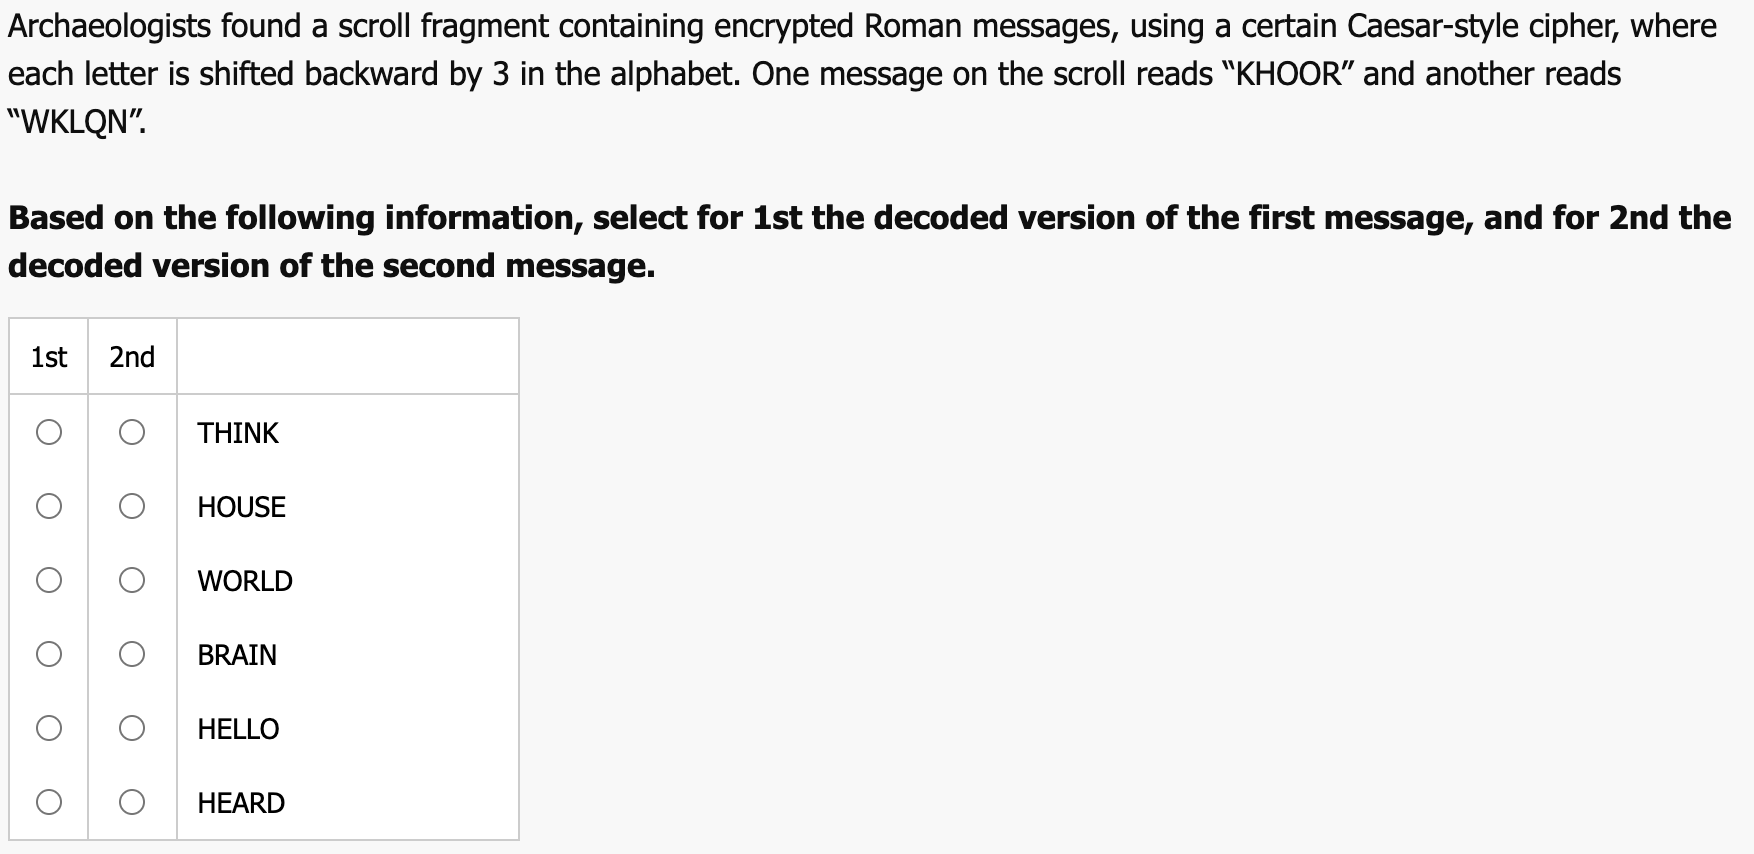 Archaeologists found a scroll fragment containing encrypted Roman messages, using a certain Caesar-style cipher, where
each letter is shifted backward by 3 in the alphabet. One message on the scroll reads “KHOOR” and another reads
“WKLQN”.
Based on the following information, select for 1st the decoded version of the first message, and for 2nd the
decoded version of the second message.
1st 2nd
THINK
HOUSE
WORLD
BRAIN
HELLO
HEARD